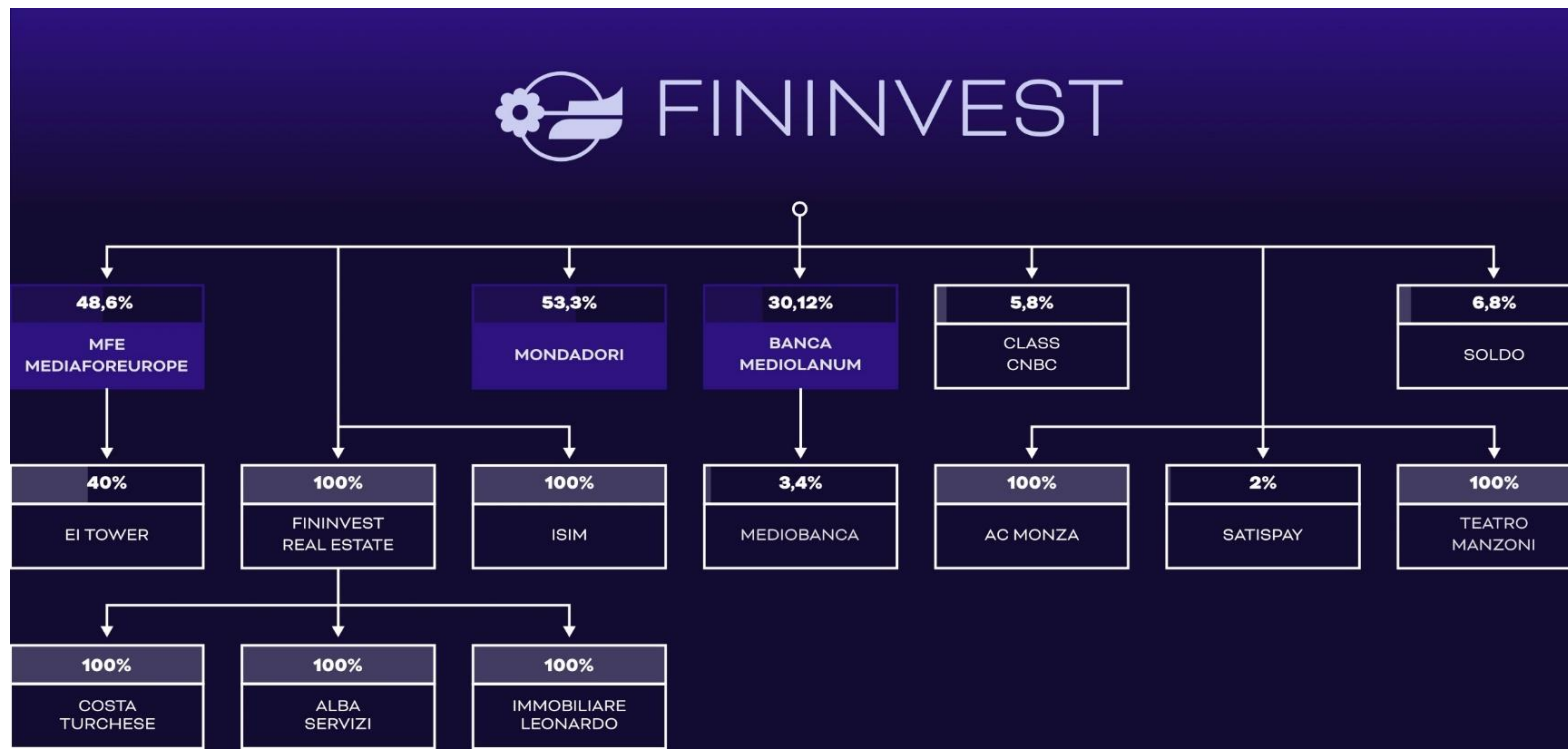 FININVEST
48,6%
MFE
MEDIAFOREUROPE
53,3%
MONDADORI
30,12%
BANCA
MEDIOLANUM
5,8%
CLASS
CNBC
6,8%
SOLDO
40%
EI TOWER
100%
FININVEST
REAL ESTATE
100%
ISIM
3,4%
MEDIOBANCA
100%
AC MONZA
2%
SATISPAY
100%
TEATRO
MANZONI
100%
COSTA
TURCHESE
100%
ALBA
SERVIZI
100%
IMMOBILIARE
LEONARDO